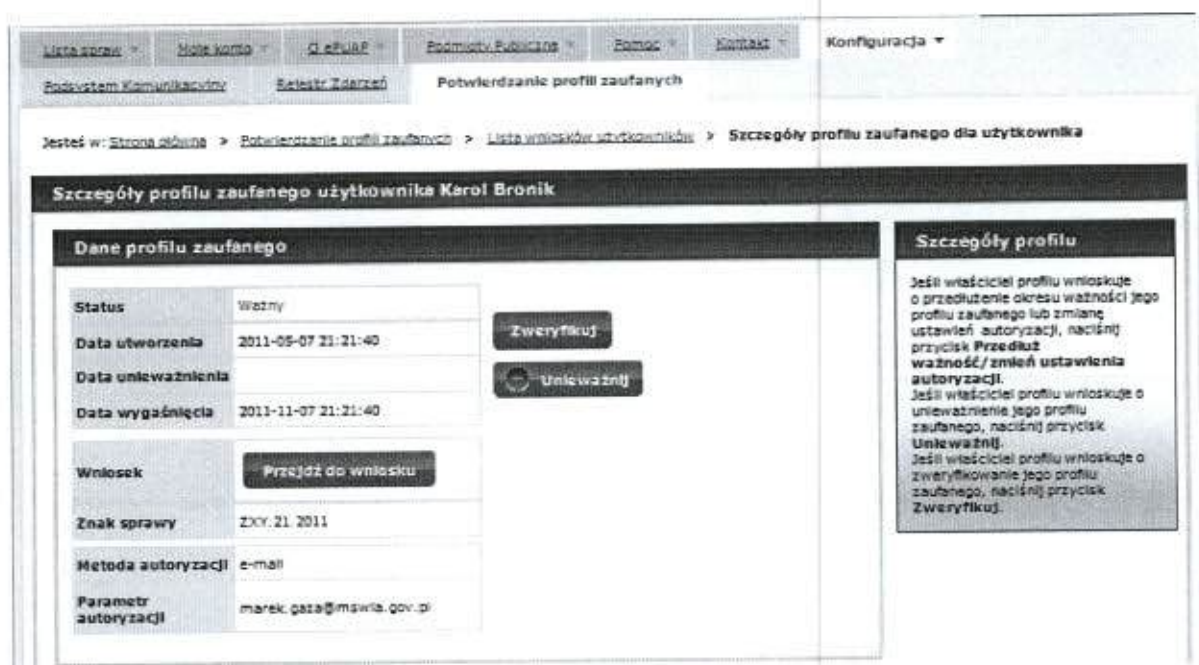 Lista spraw Moje konto O ePUAP Podmioty Publiczne Pomoc Kontakt Konfiguracja
Podsystem Komunikacyjny Rejestr Zdarzeń Potwierdzanie profili zaufanych
Jesteś w: Strona główna > Potwierdzanie profili zaufanych > Lista wniosków użytkowników > Szczegóły profilu zaufanego dla użytkownika
Szczegóły profilu zaufanego użytkownika Karol Bronik
Dane profilu zaufanego
Status Ważny
Data utworzenia 2011-05-07 21:21:40
Data unieważnienia
Data wygaśnięcia 2011-11-07 21:21:40
Zweryfikuj
Unieważnij
Wniosek Przejdź do wniosku
Znak sprawy ZXY.21.2011
Metoda autoryzacji e-mail
Parametr
autoryzacji marek.gaza@mswia.gov.pl
Szczegóły profilu
Jeśli właściciel profilu wnioskuje
o przedłużenie okresu ważności jego
profilu zaufanego lub zmianę
ustawień autoryzacji, naciśnij
przycisk Przedłuż
ważność/zmień ustawienia
autoryzacji.
Jeśli właściciel profilu wnioskuje o
unieważnienie jego profilu
zaufanego, naciśnij przycisk
Unieważnij.
Jeśli właściciel profilu wnioskuje o
zweryfikowanie jego profilu
zaufanego, naciśnij przycisk
Zweryfikuj.